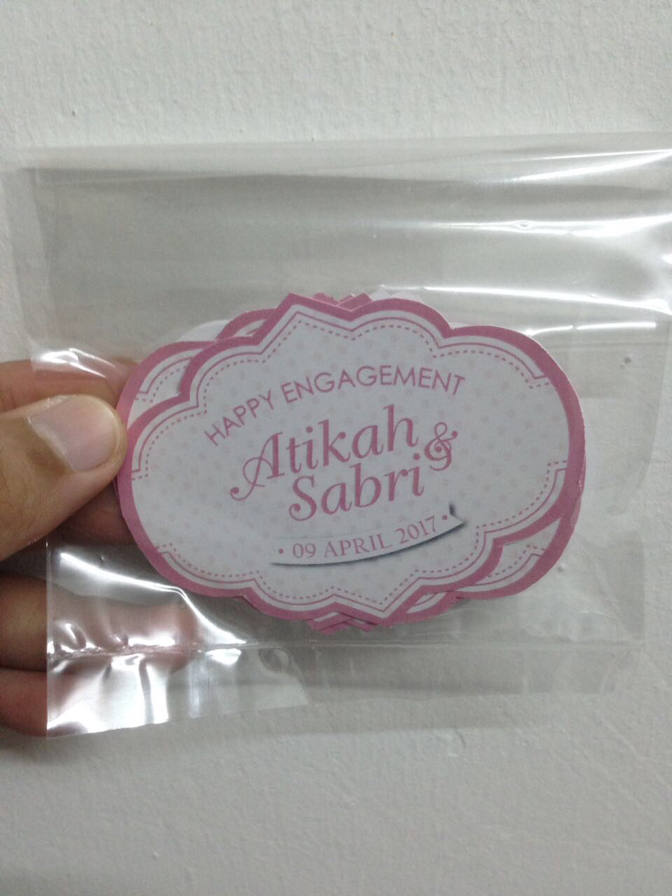 HAPPY ENGAGEMENT
Atikah &
Sabri
• 09 APRIL 2017 •